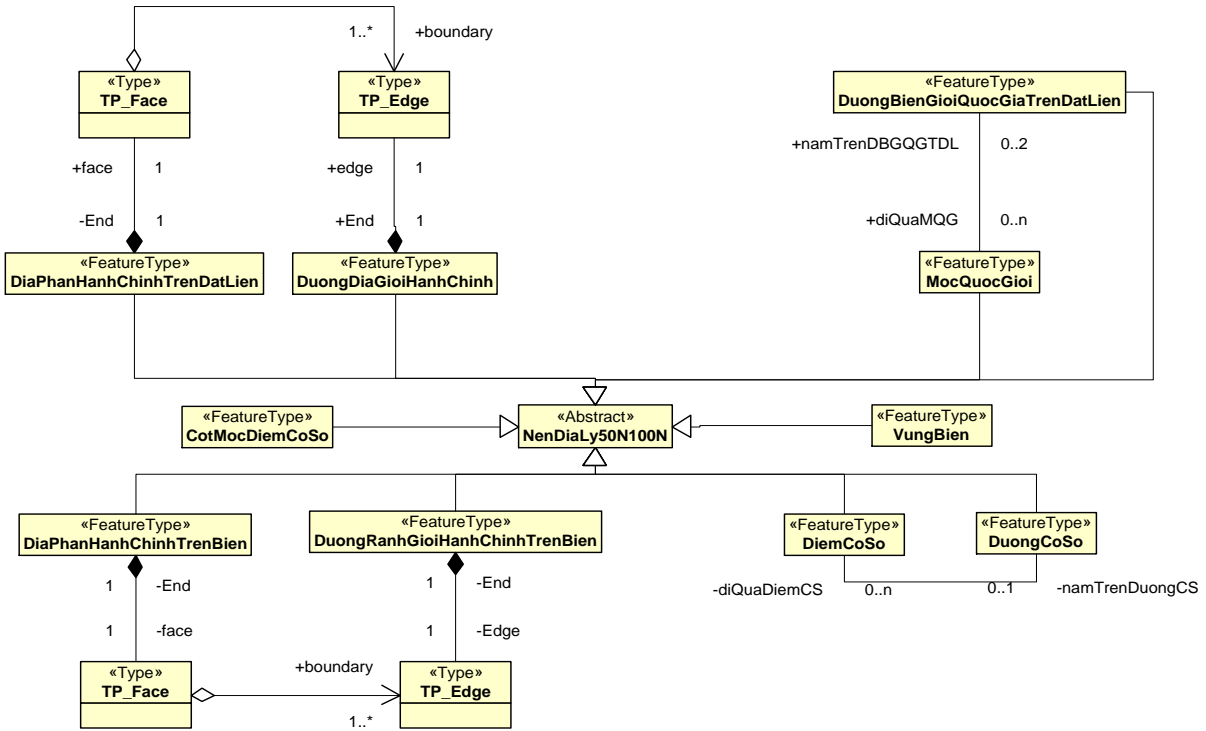 1..*
+boundary
«Type»
TP_Face
«Type»
TP_Edge
«FeatureType»
DuongBienGioiQuocGiaTrenDatLien
+face
1
+edge
1
+namTrenDBGQGTDL
0..2
-End
1
+End
1
+diQuaMQG
0..n
«FeatureType»
DiaPhanHanhChinhTrenDatLien
«FeatureType»
DuongDiaGioiHanhChinh
«FeatureType»
MocQuocGioi
«FeatureType»
CotMocDiemCoSo
«Abstract»
NenDiaLy50N100N
«FeatureType»
VungBien
«FeatureType»
DiaPhanHanhChinhTrenBien
«FeatureType»
DuongRanhGioiHanhChinhTrenBien
«FeatureType»
DiemCoSo
«FeatureType»
DuongCoSo
1
-End
1
-End
-diQuaDiemCS
0..n
0..1
-namTrenDuongCS
1
-face
1
-Edge
«Type»
TP_Face
+boundary
1..*
«Type»
TP_Edge